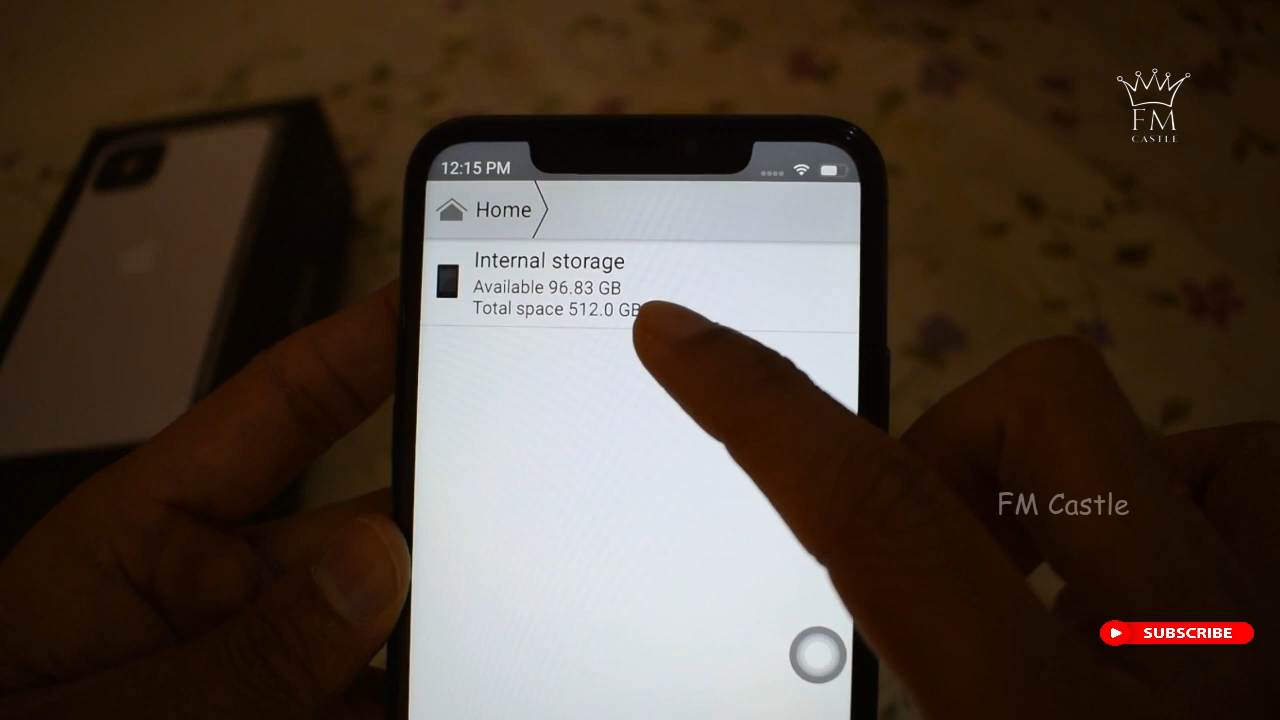 FM
CASTLE
12:15 PM
Home
Internal storage
Available 96.83 GB
Total space 512.0 GB
FM Castle
SUBSCRIBE